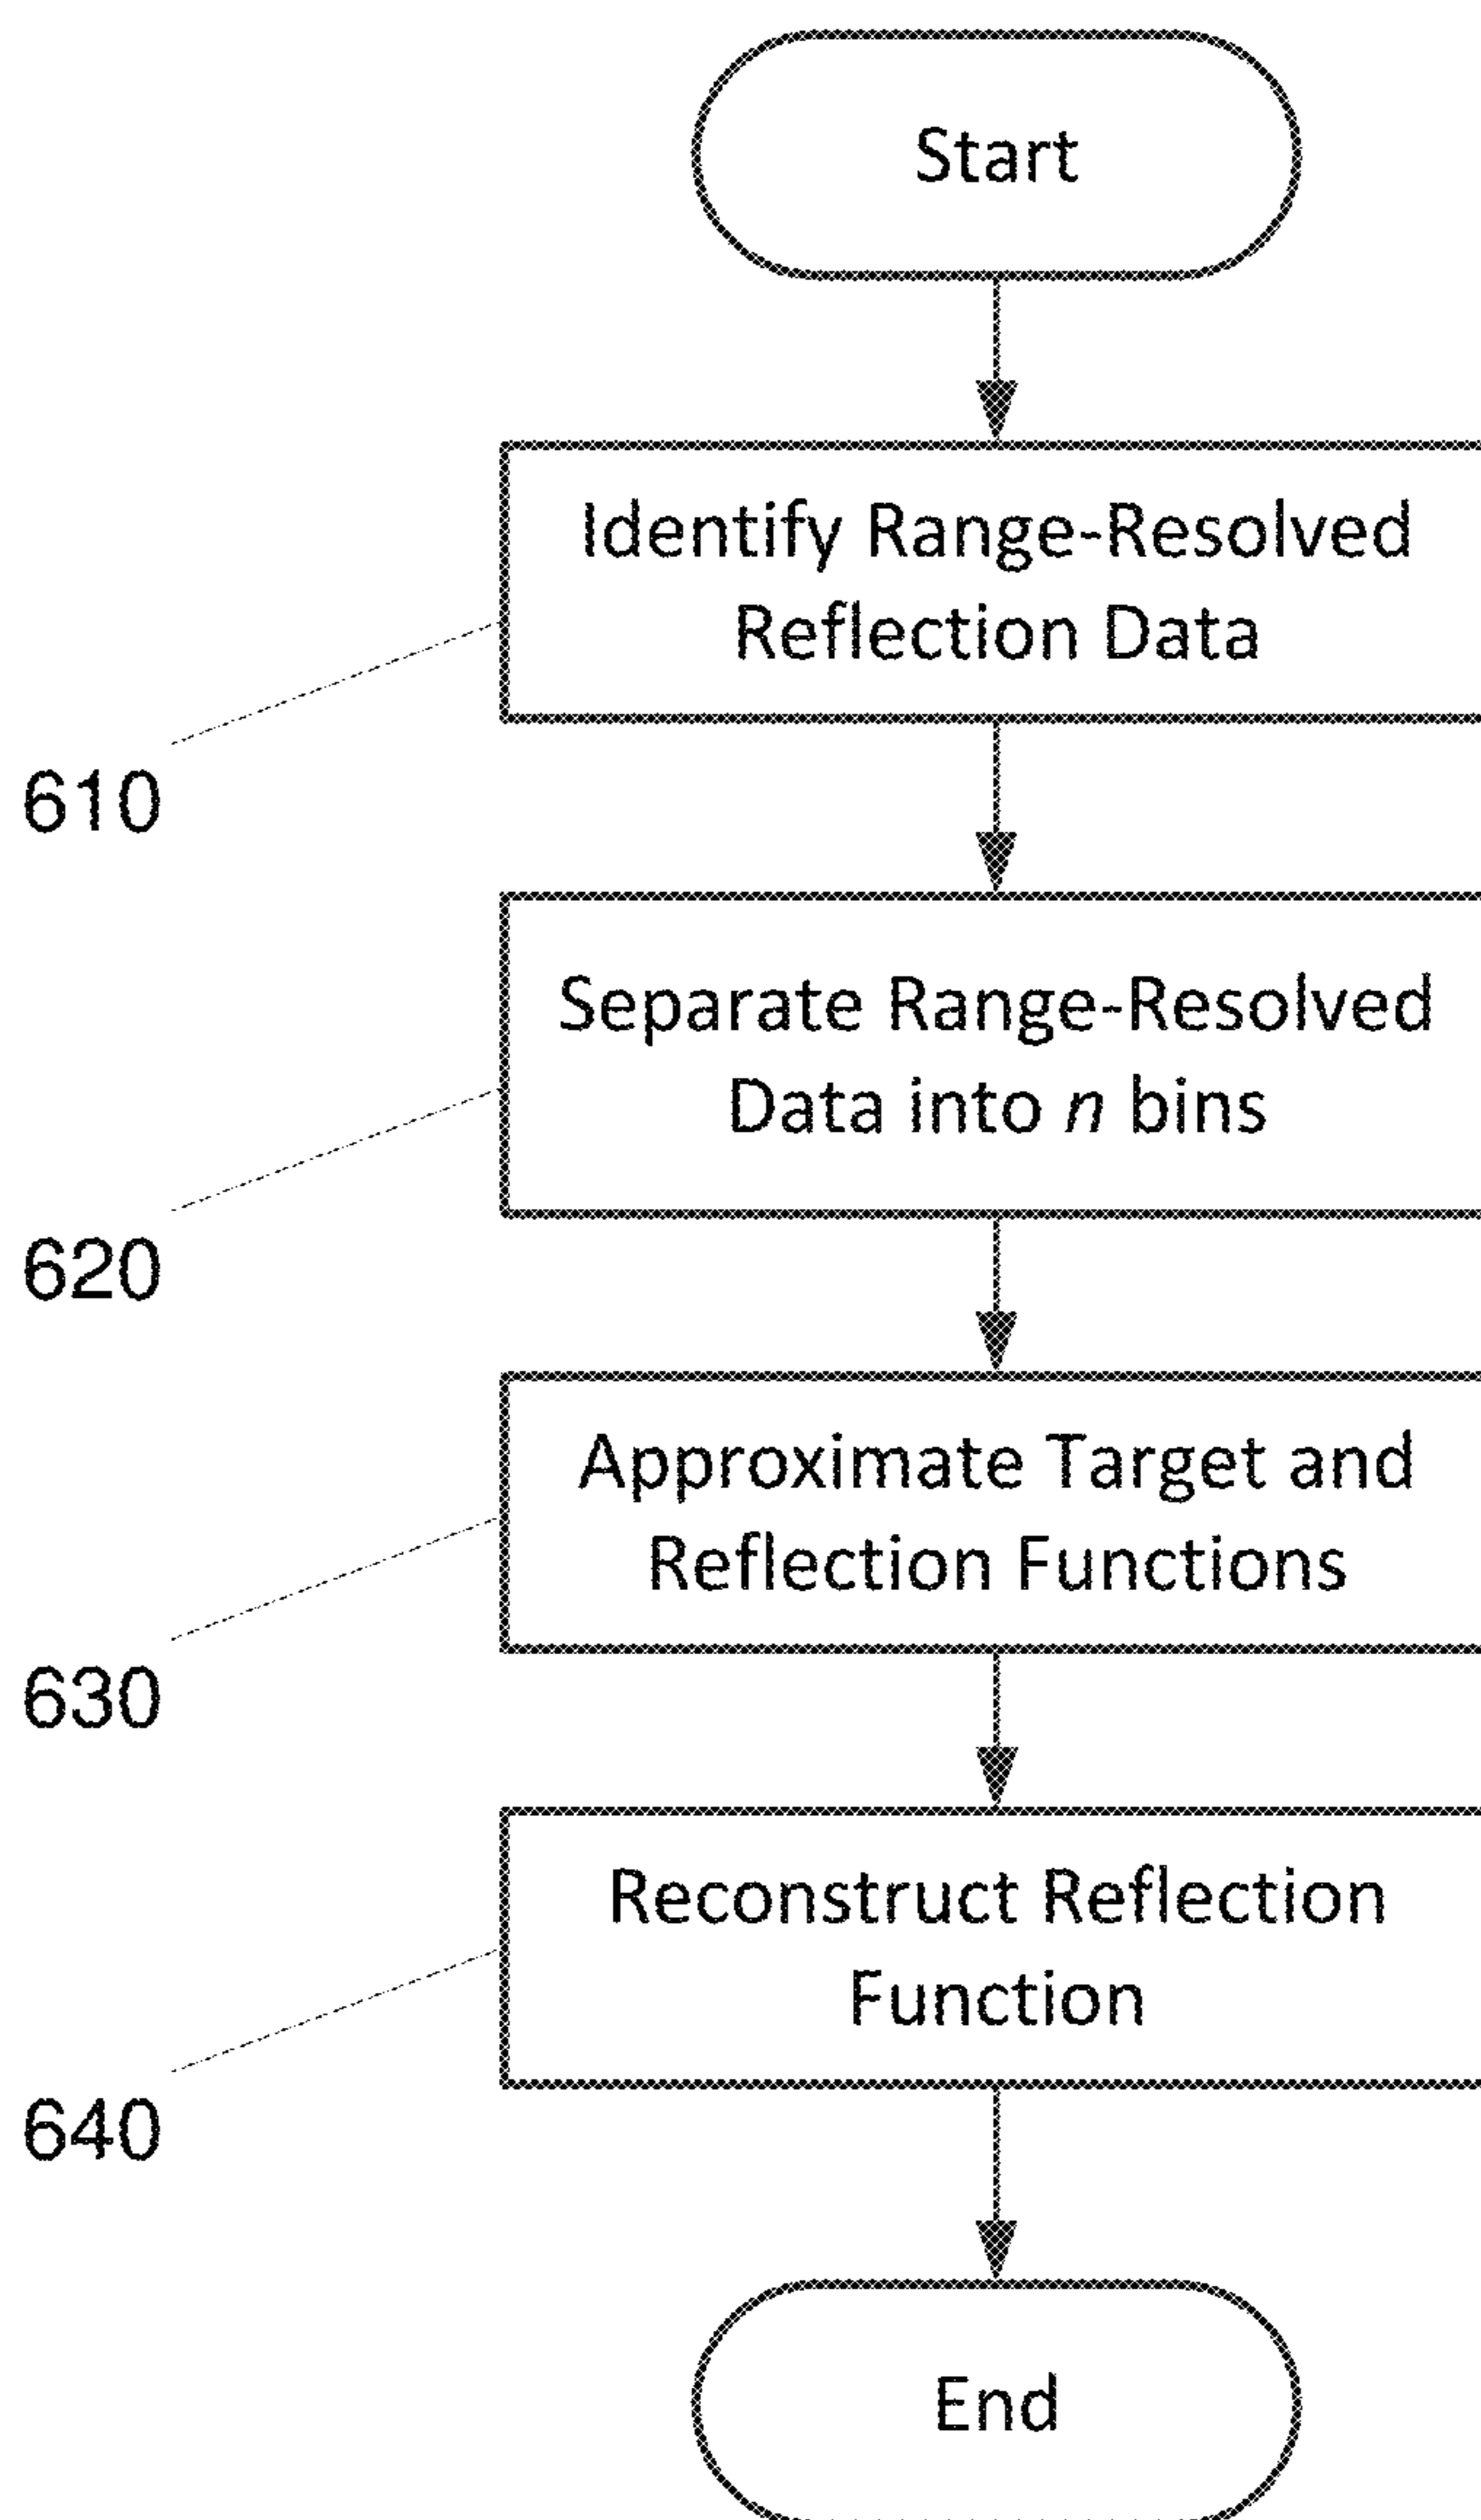 Start
Identify Range-Resolved
Reflection Data
610
Separate Range-Resolved
Data into n bins
620
Approximate Target and
Reflection Functions
630
Reconstruct Reflection
Function
640
End